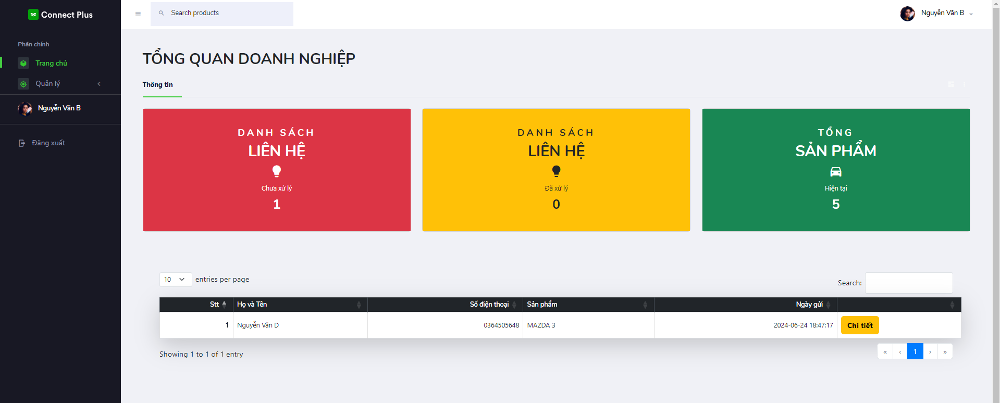 Connect Plus
Search products
Nguyễn Văn B
Phần chính
Trang chủ
Quản lý
Nguyễn Văn B
Đăng xuất
TỔNG QUAN DOANH NGHIỆP
Thông tin
DANH SÁCH
LIÊN HỆ
Chưa xử lý
1
DANH SÁCH
LIÊN HỆ
Đã xử lý
0
TỔNG
SẢN PHẨM
Hiện tại
5
10 entries per page
Search:
Stt Họ và Tên Số điện thoại Sản phẩm Ngày gửi
1 Nguyễn Văn D 0364505648 MAZDA 3 2024-06-24 18:47:17 Chi tiết
Showing 1 to 1 of 1 entry
« ‹ 1 › »